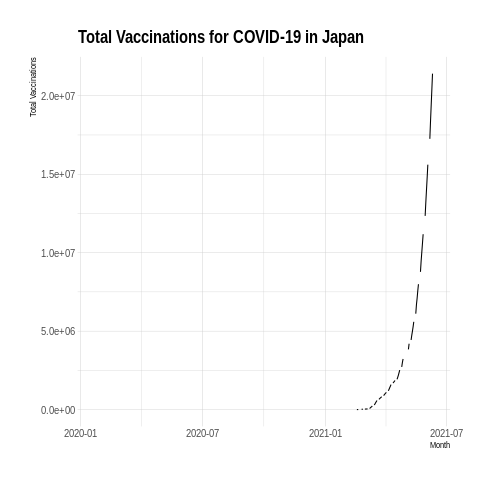 Total Vaccinations for COVID-19 in Japan
Total Vaccinations
2.0e+07
1.5e+07
1.0e+07
5.0e+06
0.0e+00
2020-01
2020-07
2021-01
2021-07
Month